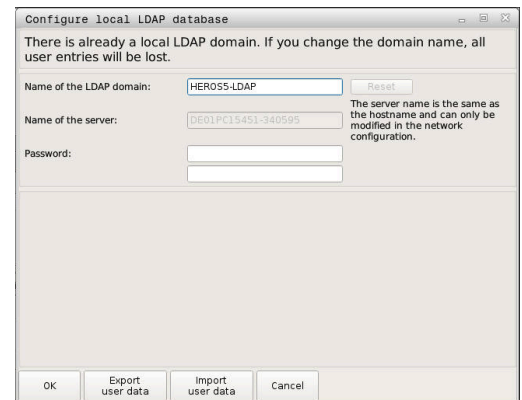 Configure local LDAP database
There is already a local LDAP domain. If you change the domain name, all
user entries will be lost.
Name of the LDAP domain:
HEROS5-LDAP
Reset
The server name is the same as
the hostname and can only be
modified in the network
configuration.
Name of the server:
DE01PC15451-340595
Password:
OK
Export
user data
Import
user data
Cancel